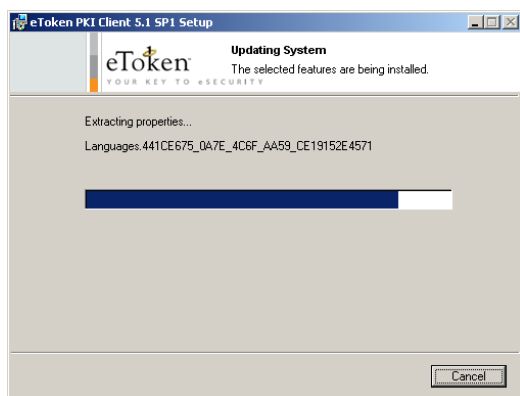 eToken PKI Client 5.1 SP1 Setup
eToken
YOUR KEY TO eSECURITY
Updating System
The selected features are being installed.
Extracting properties...
Languages.441CE675_0A7E_4C6F_AA59_CE19152E4571
Cancel